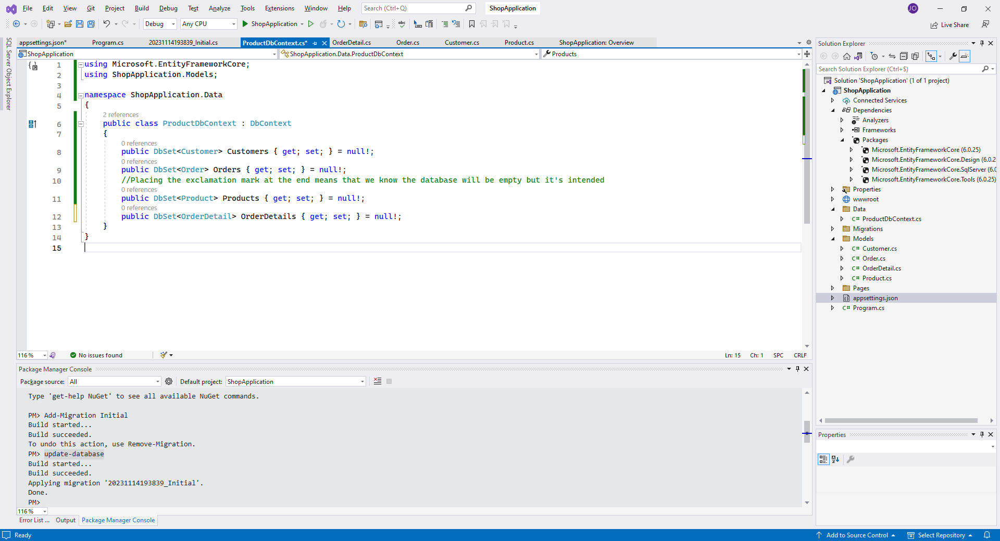 File Edit View Git Project Build Debug Test Analyze Tools Extensions Window Help Search (Ctrl+Q) ShopApplication JO
Debug Any CPU ShopApplication Live Share
SQL Server Object Explorer
appsettings.json* Program.cs 20231114193839_Initial.cs ProductDbContext.cs* OrderDetail.cs Order.cs Customer.cs Product.cs ShopApplication: Overview
ShopApplication ShopApplication.Data.ProductDbContext Products
1 using Microsoft.EntityFrameworkCore;
2 using ShopApplication.Models;
3
4 namespace ShopApplication.Data
5 {
2 references
6 public class ProductDbContext : DbContext
7 {
0 references
8 public DbSet<Customer> Customers { get; set; } = null!;
0 references
9 public DbSet<Order> Orders { get; set; } = null!;
10 //Placing the exclamation mark at the end means that we know the database will be empty but it's intended
0 references
11 public DbSet<Product> Products { get; set; } = null!;
0 references
12 public DbSet<OrderDetail> OrderDetails { get; set; } = null!;
13 }
14 }
15
116 % No issues found Ln: 15 Ch: 1 SPC CRLF
Package Manager Console
Package source: All Default project: ShopApplication
Type 'get-help NuGet' to see all available NuGet commands.
PM> Add-Migration Initial
Build started...
Build succeeded.
To undo this action, use Remove-Migration.
PM> update-database
Build started...
Build succeeded.
Applying migration '20231114193839_Initial'.
Done.
PM>
116 %
Error List ... Output Package Manager Console
Solution Explorer
Search Solution Explorer (Ctrl+$)
Solution 'ShopApplication' (1 of 1 project)
ShopApplication
Connected Services
Dependencies
Analyzers
Frameworks
Packages
Microsoft.EntityFrameworkCore (6.0.25)
Microsoft.EntityFrameworkCore.Design (6.0.2
Microsoft.EntityFrameworkCore.SqlServer (6.0
Microsoft.EntityFrameworkCore.Tools (6.0.25)
Properties
wwwroot
Data
C# ProductDbContext.cs
Migrations
Models
C# Customer.cs
C# Order.cs
C# OrderDetail.cs
C# Product.cs
Pages
appsettings.json
C# Program.cs
Properties
Ready Add to Source Control Select Repository